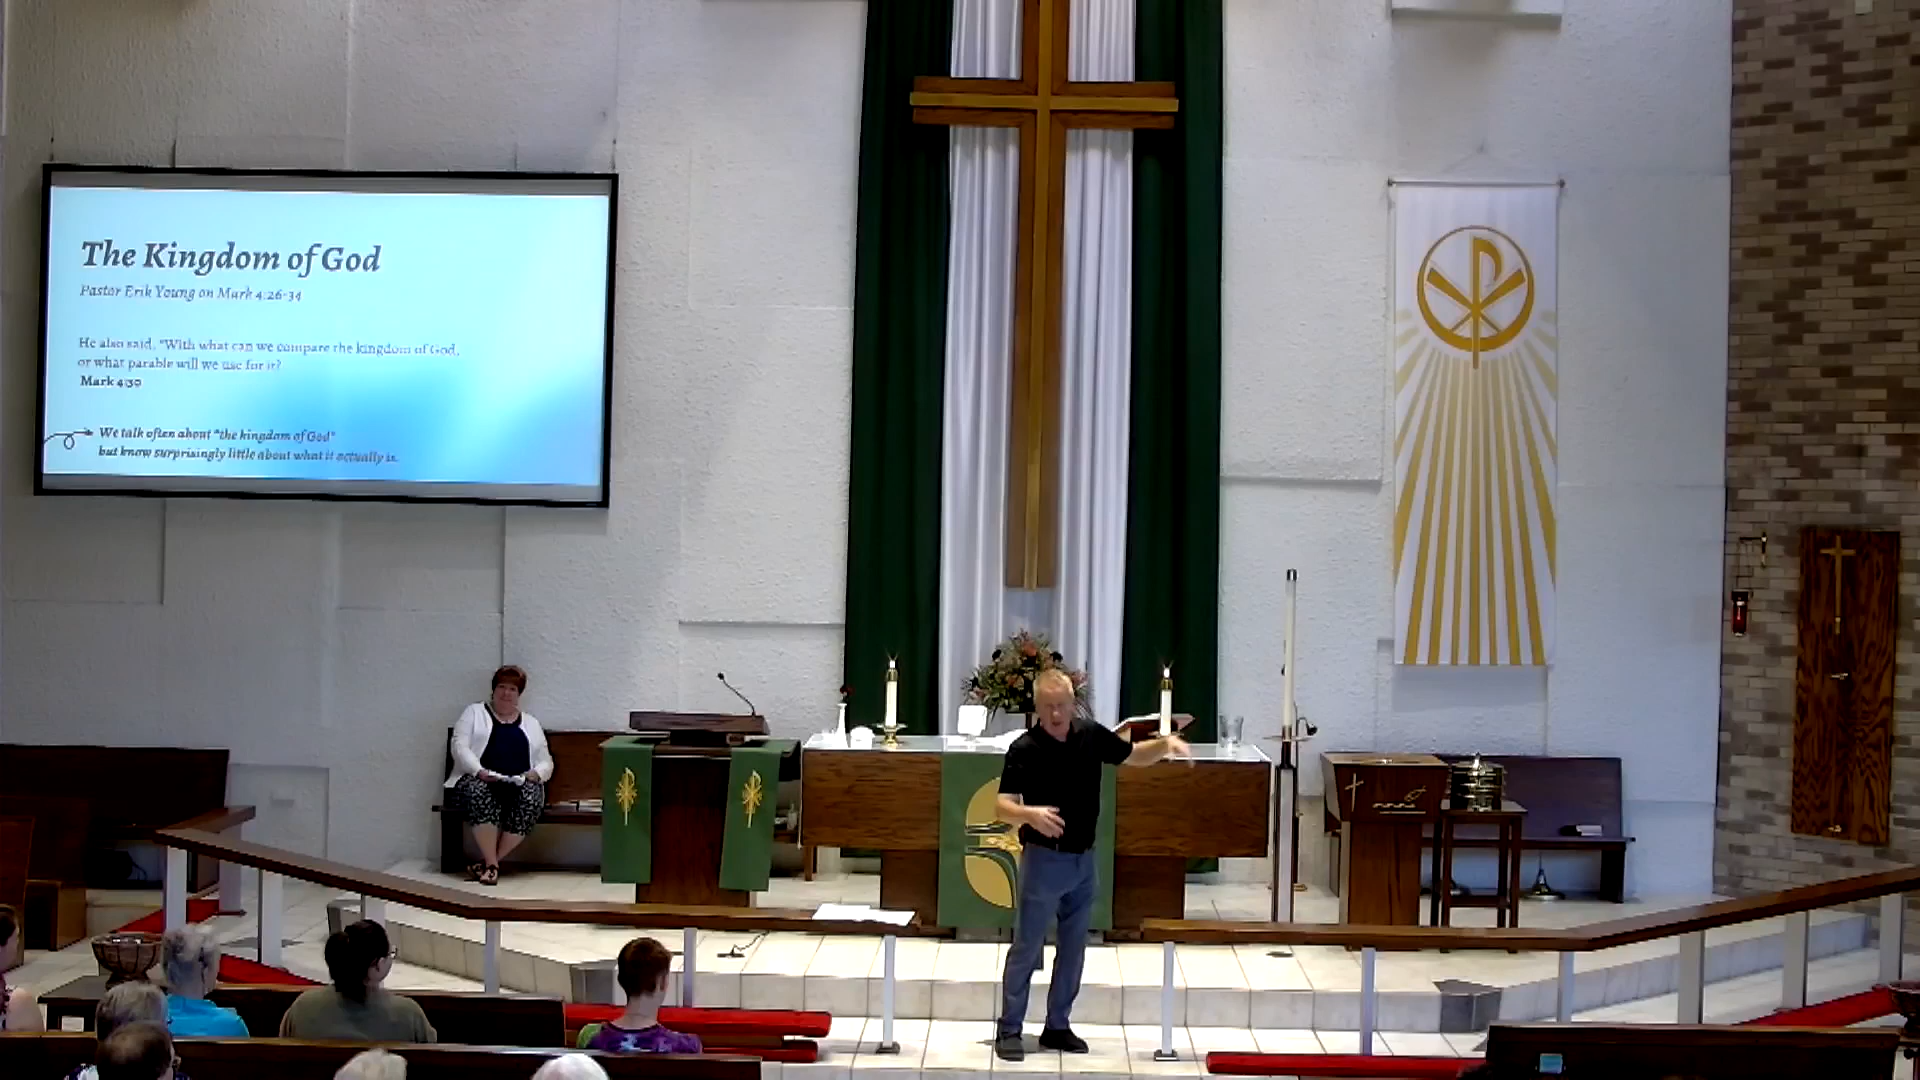 The Kingdom of God
Pastor Erik Young on Mark 4:26-34
He also said, "With what can we compare the kingdom of God,
or what parable will we use for it?
Mark 4:30
We talk often about "the kingdom of God"
but know surprisingly little about what it actually is.